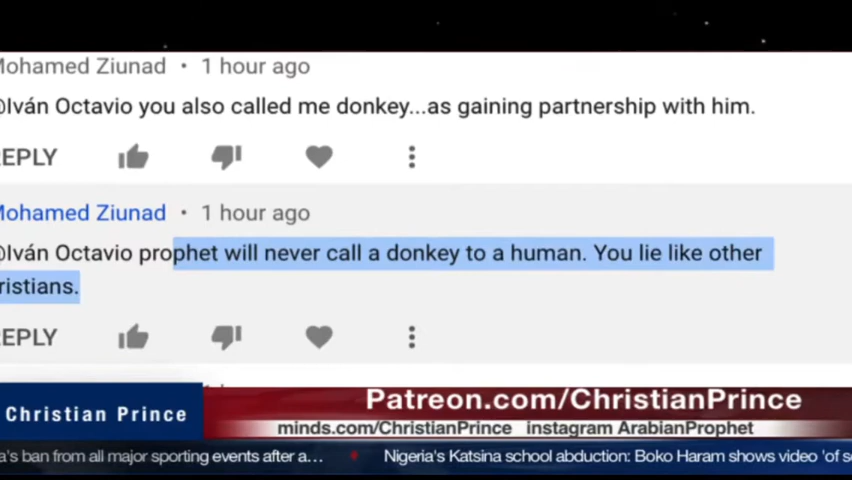 Mohamed Ziunad • 1 hour ago
@Iván Octavio you also called me donkey...as gaining partnership with him.
REPLY
Mohamed Ziunad • 1 hour ago
@Iván Octavio prophet will never call a donkey to a human. You lie like other
ristians.
REPLY
Patreon.com/ChristianPrince
Christian Prince
minds.com/ChristianPrince instagram ArabianProphet
a's ban from all major sporting events after a... • Nigeria's Katsina school abduction: Boko Haram shows video 'of s